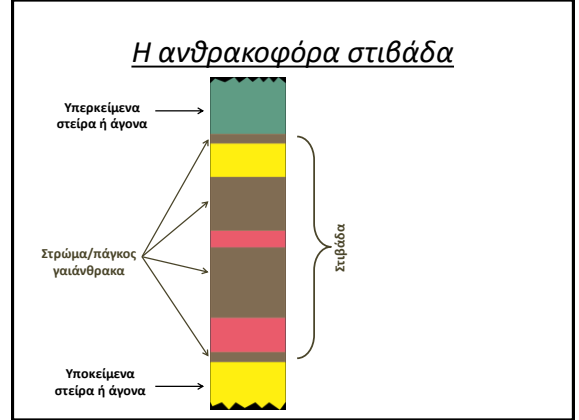 Η ανθρακοφόρα στιβάδα
Υπερκείμενα
στείρα ή άγονα
Στρώμα/πάγκος
γαιάνθρακα
Στιβάδα
Υποκείμενα
στείρα ή άγονα